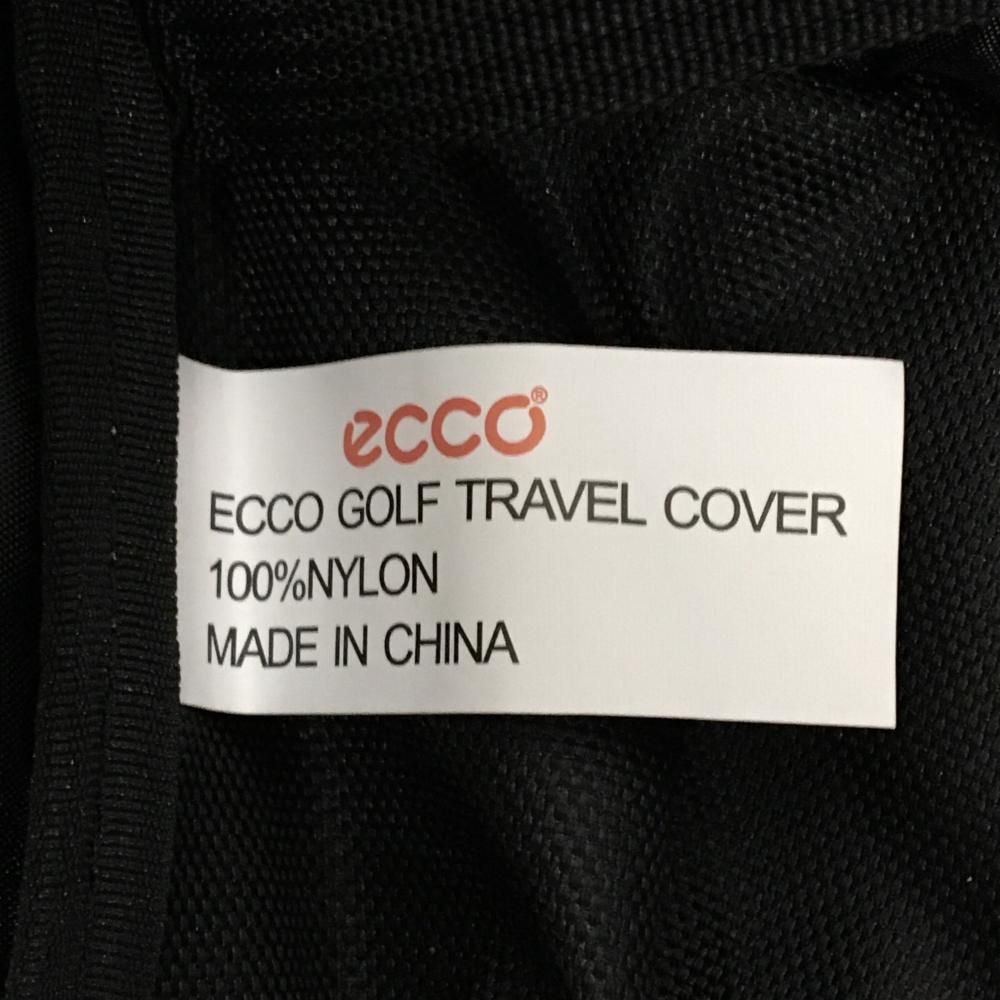 ecco®
ECCO GOLF TRAVEL COVER
100%NYLON
MADE IN CHINA